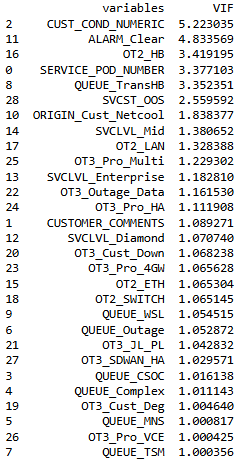 variables VIF
2 CUST_COND_NUMERIC 5.223035
11 ALARM_Clear 4.833569
16 OT2_HB 3.419195
0 SERVICE_POD_NUMBER 3.377103
8 QUEUE_TransHB 3.352351
28 SVCST_OOS 2.559592
10 ORIGIN_Cust_Netcool 1.838377
14 SVCLVL_Mid 1.380652
17 OT2_LAN 1.328388
25 OT3_Pro_Multi 1.229302
13 SVCLVL_Enterprise 1.182810
22 OT3_Outage_Data 1.161530
24 OT3_Pro_HA 1.111908
1 CUSTOMER_COMMENTS 1.089271
12 SVCLVL_Diamond 1.070740
20 OT3_Cust_Down 1.068238
23 OT3_Pro_4GW 1.065628
15 OT2_ETH 1.065304
18 OT2_SWITCH 1.065145
9 QUEUE_WSL 1.054515
6 QUEUE_Outage 1.052872
21 OT3_JL_PL 1.042832
27 OT3_SDWAN_HA 1.029571
3 QUEUE_CSOC 1.016138
4 QUEUE_Complex 1.011143
19 OT3_Cust_Deg 1.004640
5 QUEUE_MNS 1.000817
26 OT3_Pro_VCE 1.000425
7 QUEUE_TSM 1.000356